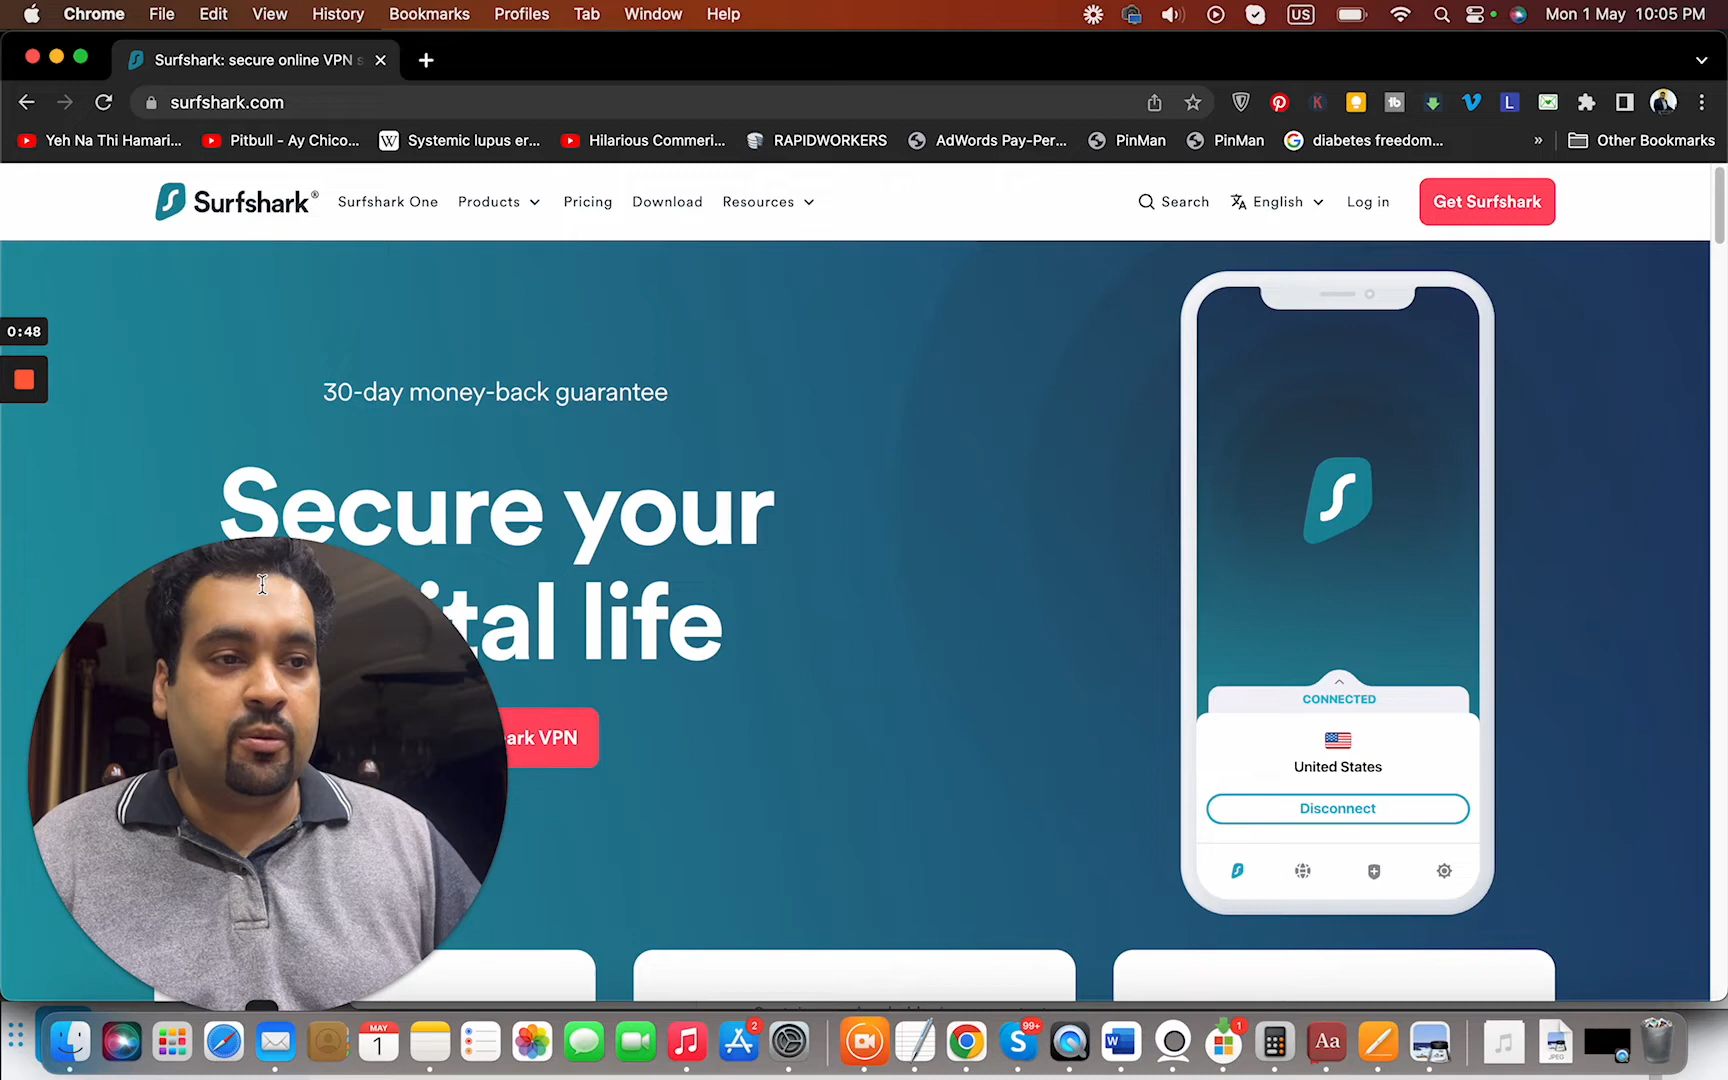 Chrome File Edit View History Bookmarks Profiles Tab Window Help US Mon 1 May 10:05 PM
Surfshark: secure online VPN s
surfshark.com
Yeh Na Thi Hamari... Pitbull - Ay Chico... W Systemic lupus er... Hilarious Commeri... RAPIDWORKERS AdWords Pay-Per... PinMan PinMan diabetes freedom... » Other Bookmarks
Surfshark® Surfshark One Products Pricing Download Resources Search English Log in Get Surfshark
0:48
30-day money-back guarantee
Secure your
ital life
ark VPN
CONNECTED
United States
Disconnect
MAY
1
2
99+
1
W
Aa
JPEG